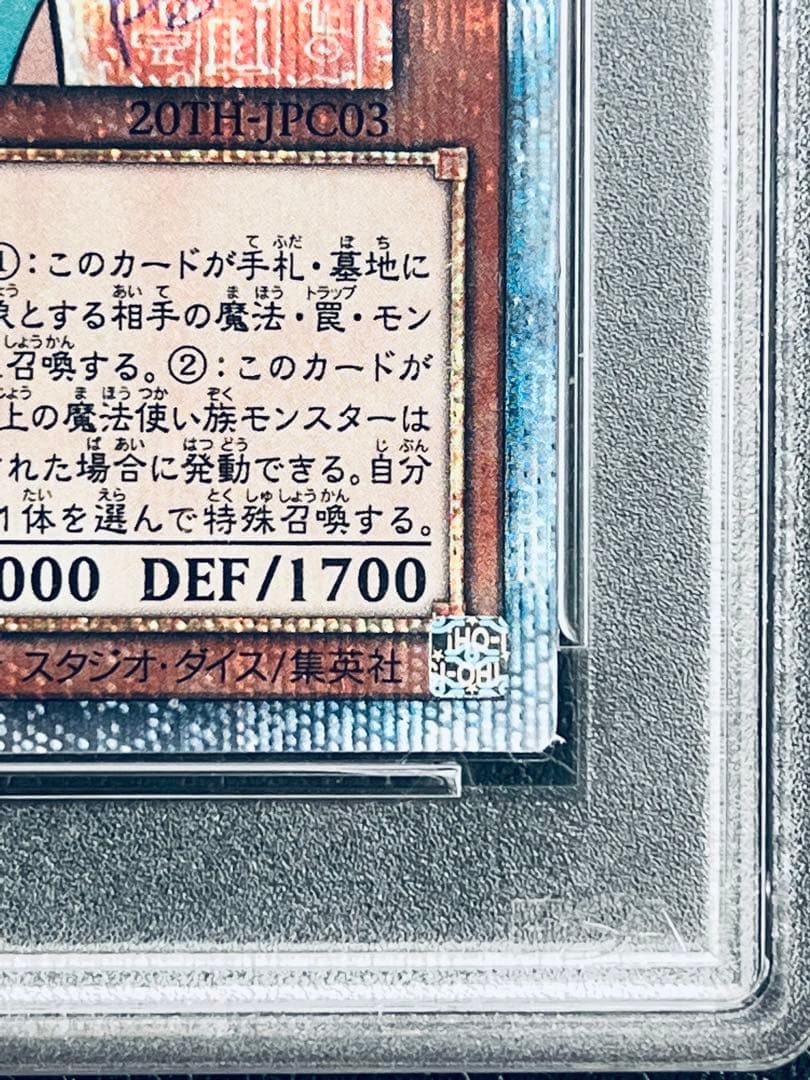 20TH-JPC03
①:このカードが手札・墓地に
象とする相手の魔法・罠・モン
召喚する。②:このカードが
上の魔法使い族モンスターは
れた場合に発動できる。自分
1体を選んで特殊召喚する。
000 DEF/1700
スタジオ・ダイス/集英社